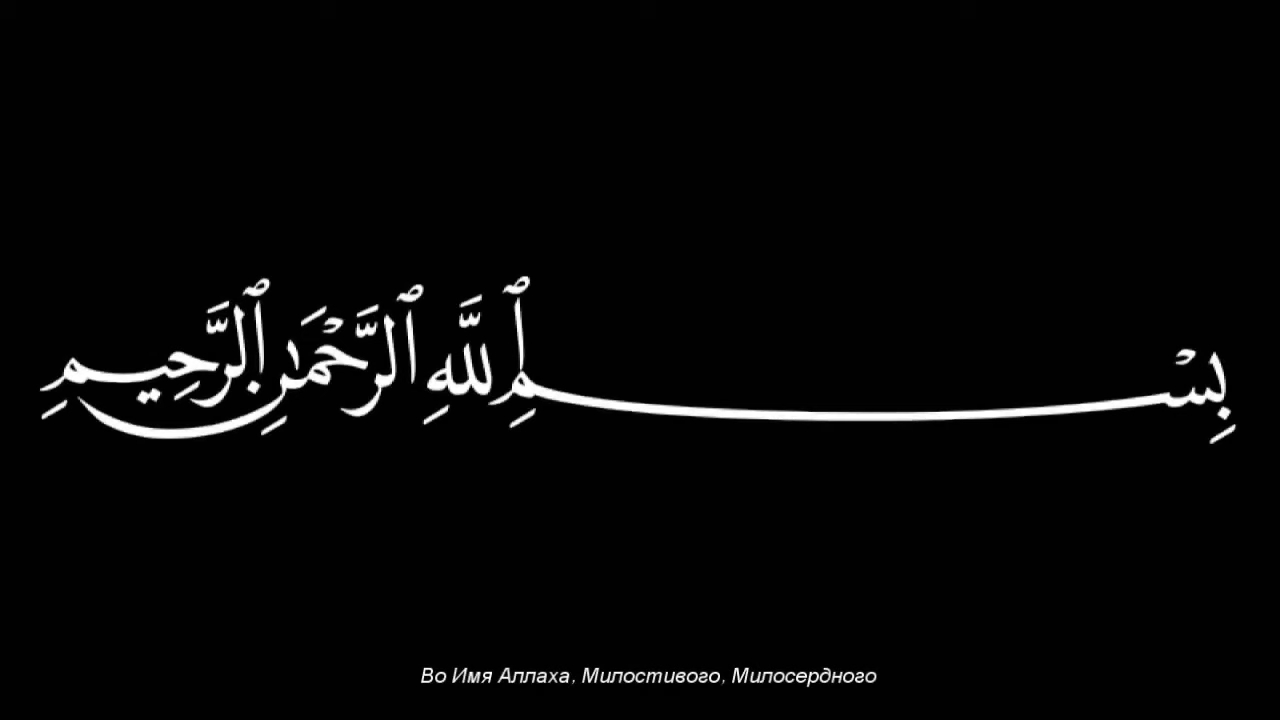 بِسْمِ ٱللَّهِ ٱلرَّحْمَٰنِ ٱلرَّحِيمِ
Во Имя Аллаха, Милостивого, Милосердного